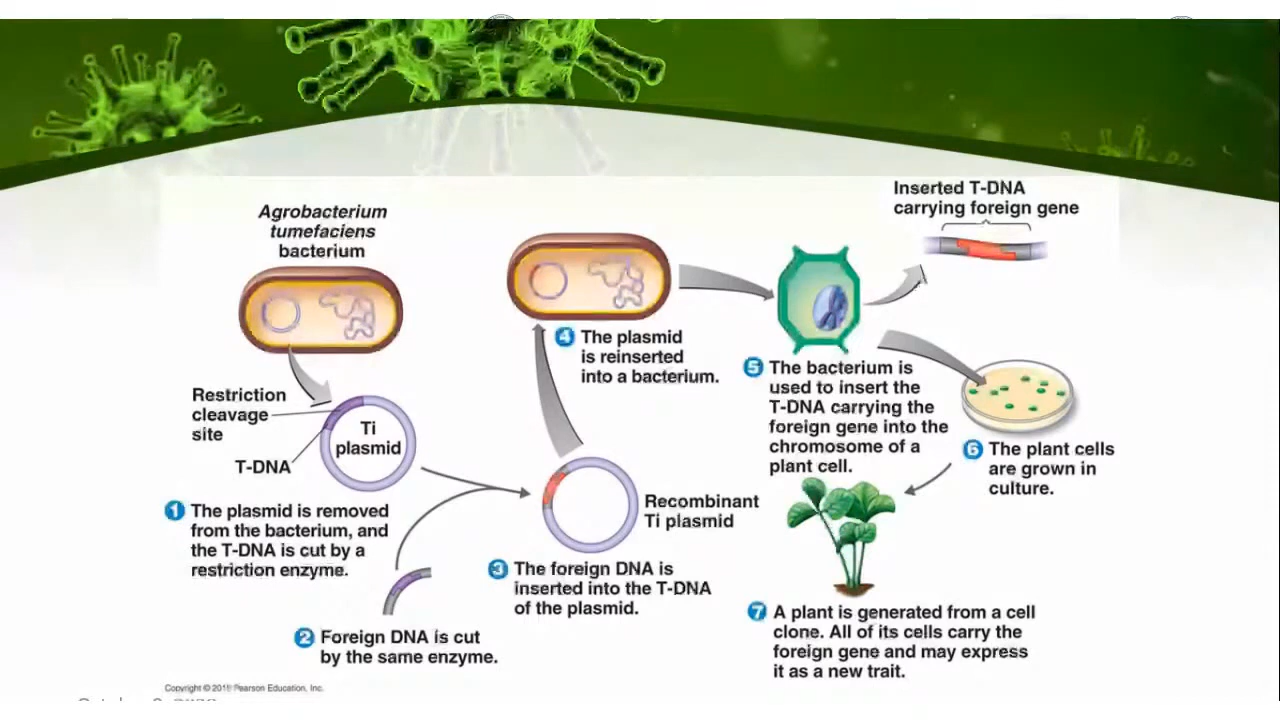 Agrobacterium
tumefaciens
bacterium
Restriction
cleavage
site
T-DNA
Ti
plasmid
1 The plasmid is removed
from the bacterium, and
the T-DNA is cut by a
restriction enzyme.
2 Foreign DNA is cut
by the same enzyme.
3 The foreign DNA is
inserted into the T-DNA
of the plasmid.
Recombinant
Ti plasmid
4 The plasmid
is reinserted
into a bacterium.
5 The bacterium is
used to insert the
T-DNA carrying the
foreign gene into the
chromosome of a
plant cell.
Inserted T-DNA
carrying foreign gene
6 The plant cells
are grown in
culture.
7 A plant is generated from a cell
clone. All of its cells carry the
foreign gene and may express
it as a new trait.
Copyright © Pearson Education, Inc.